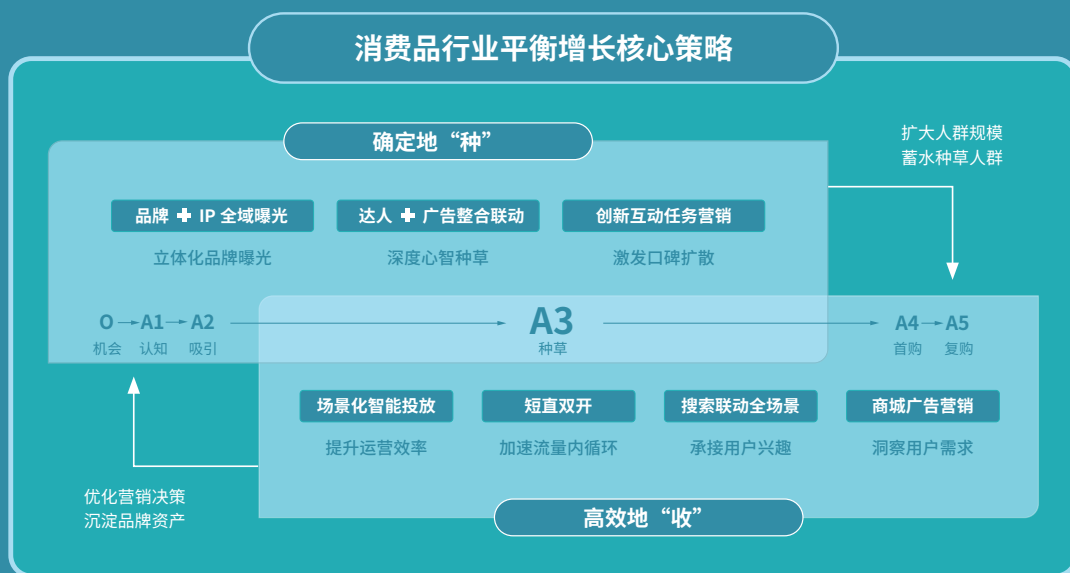 消费品行业平衡增长核心策略
确定地“种”
扩大人群规模
蓄水种草人群
品牌 + IP 全域曝光
达人 + 广告整合联动
创新互动任务营销
立体化品牌曝光
深度心智种草
激发口碑扩散
O A1 A2 A3 A4 A5
机会 认知 吸引 种草 首购 复购
场景化智能投放
短直双开
搜索联动全场景
商城广告营销
提升运营效率
加速流量内循环
承接用户兴趣
洞察用户需求
优化营销决策
沉淀品牌资产
高效地“收”